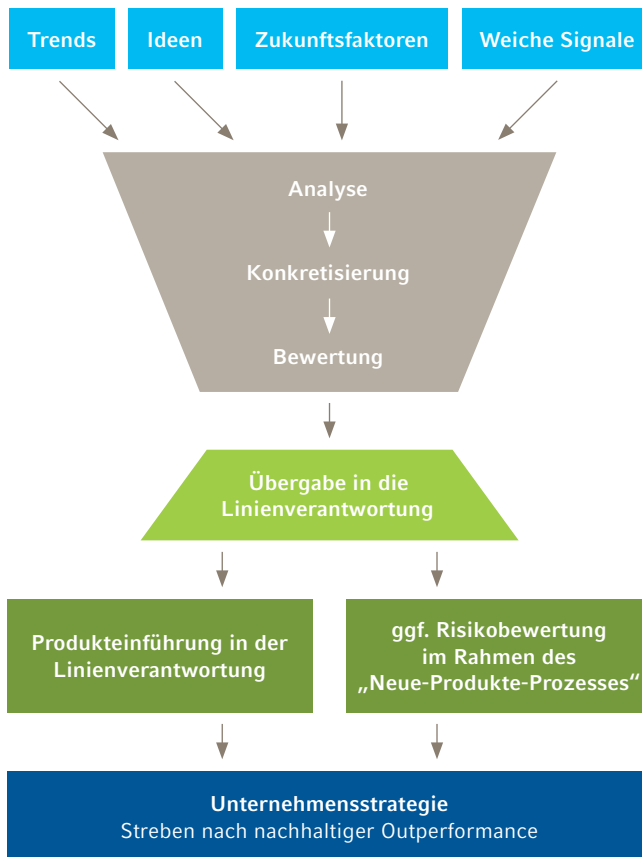 Trends
Ideen
Zukunftsfaktoren
Weiche Signale
Analyse
Konkretisierung
Bewertung
Übergabe in die
Linienverantwortung
Produkteinführung in der
Linienverantwortung
ggf. Risikobewertung
im Rahmen des
„Neue-Produkte-Prozesses“
Unternehmensstrategie
Streben nach nachhaltiger Outperformance